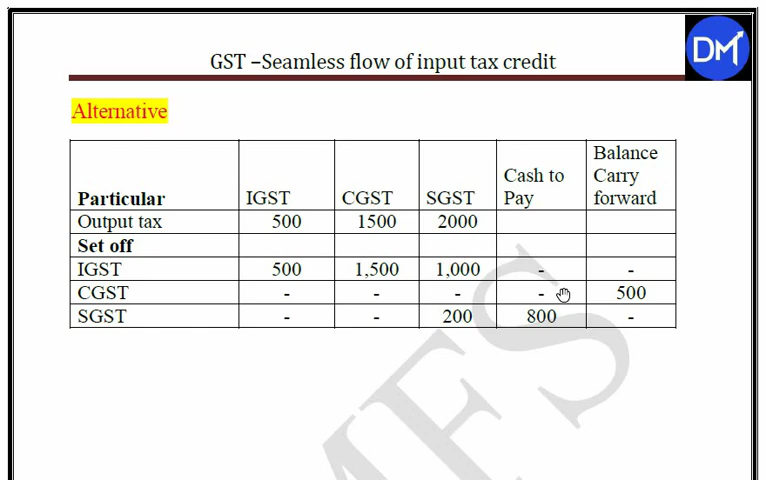 GST –Seamless flow of input tax credit
DM
Alternative
Particular IGST CGST SGST Cash to Pay Balance Carry forward
Output tax 500 1500 2000
Set off
IGST 500 1,500 1,000 - -
CGST - - - - 500
SGST - - 200 800 -
MES